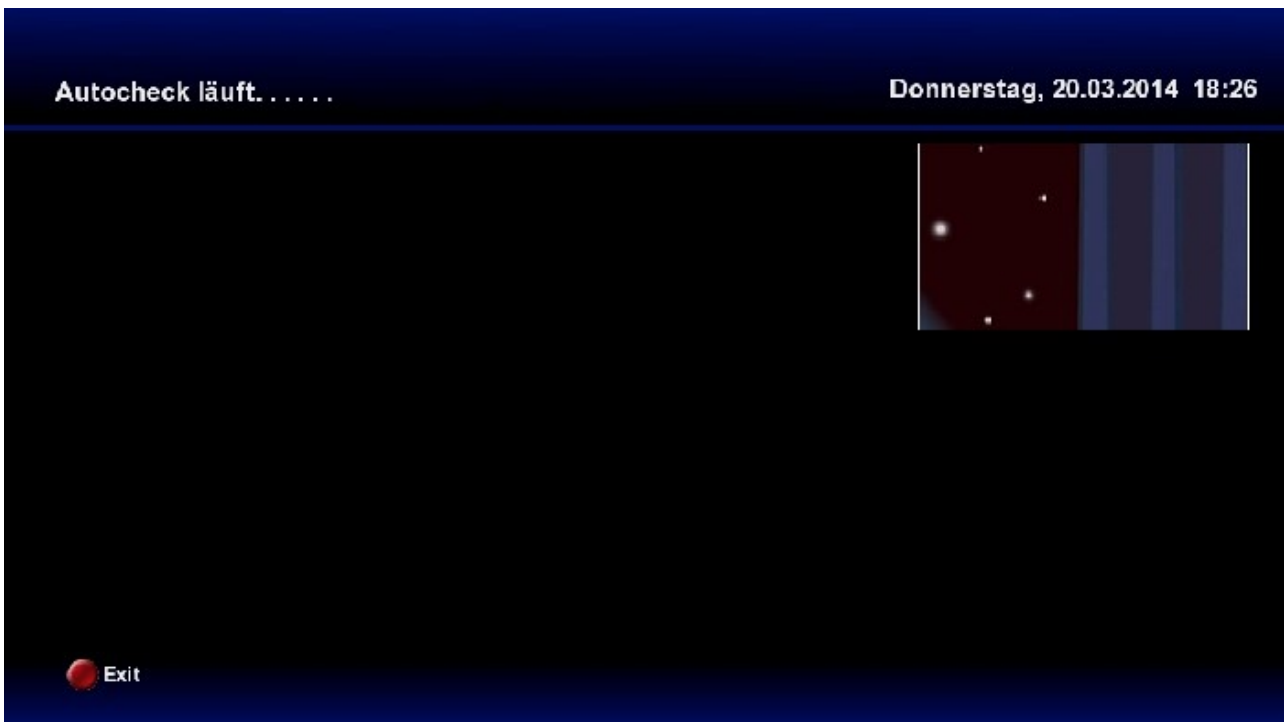 Autocheck läuft. . . . . .
Donnerstag, 20.03.2014 18:26
Exit